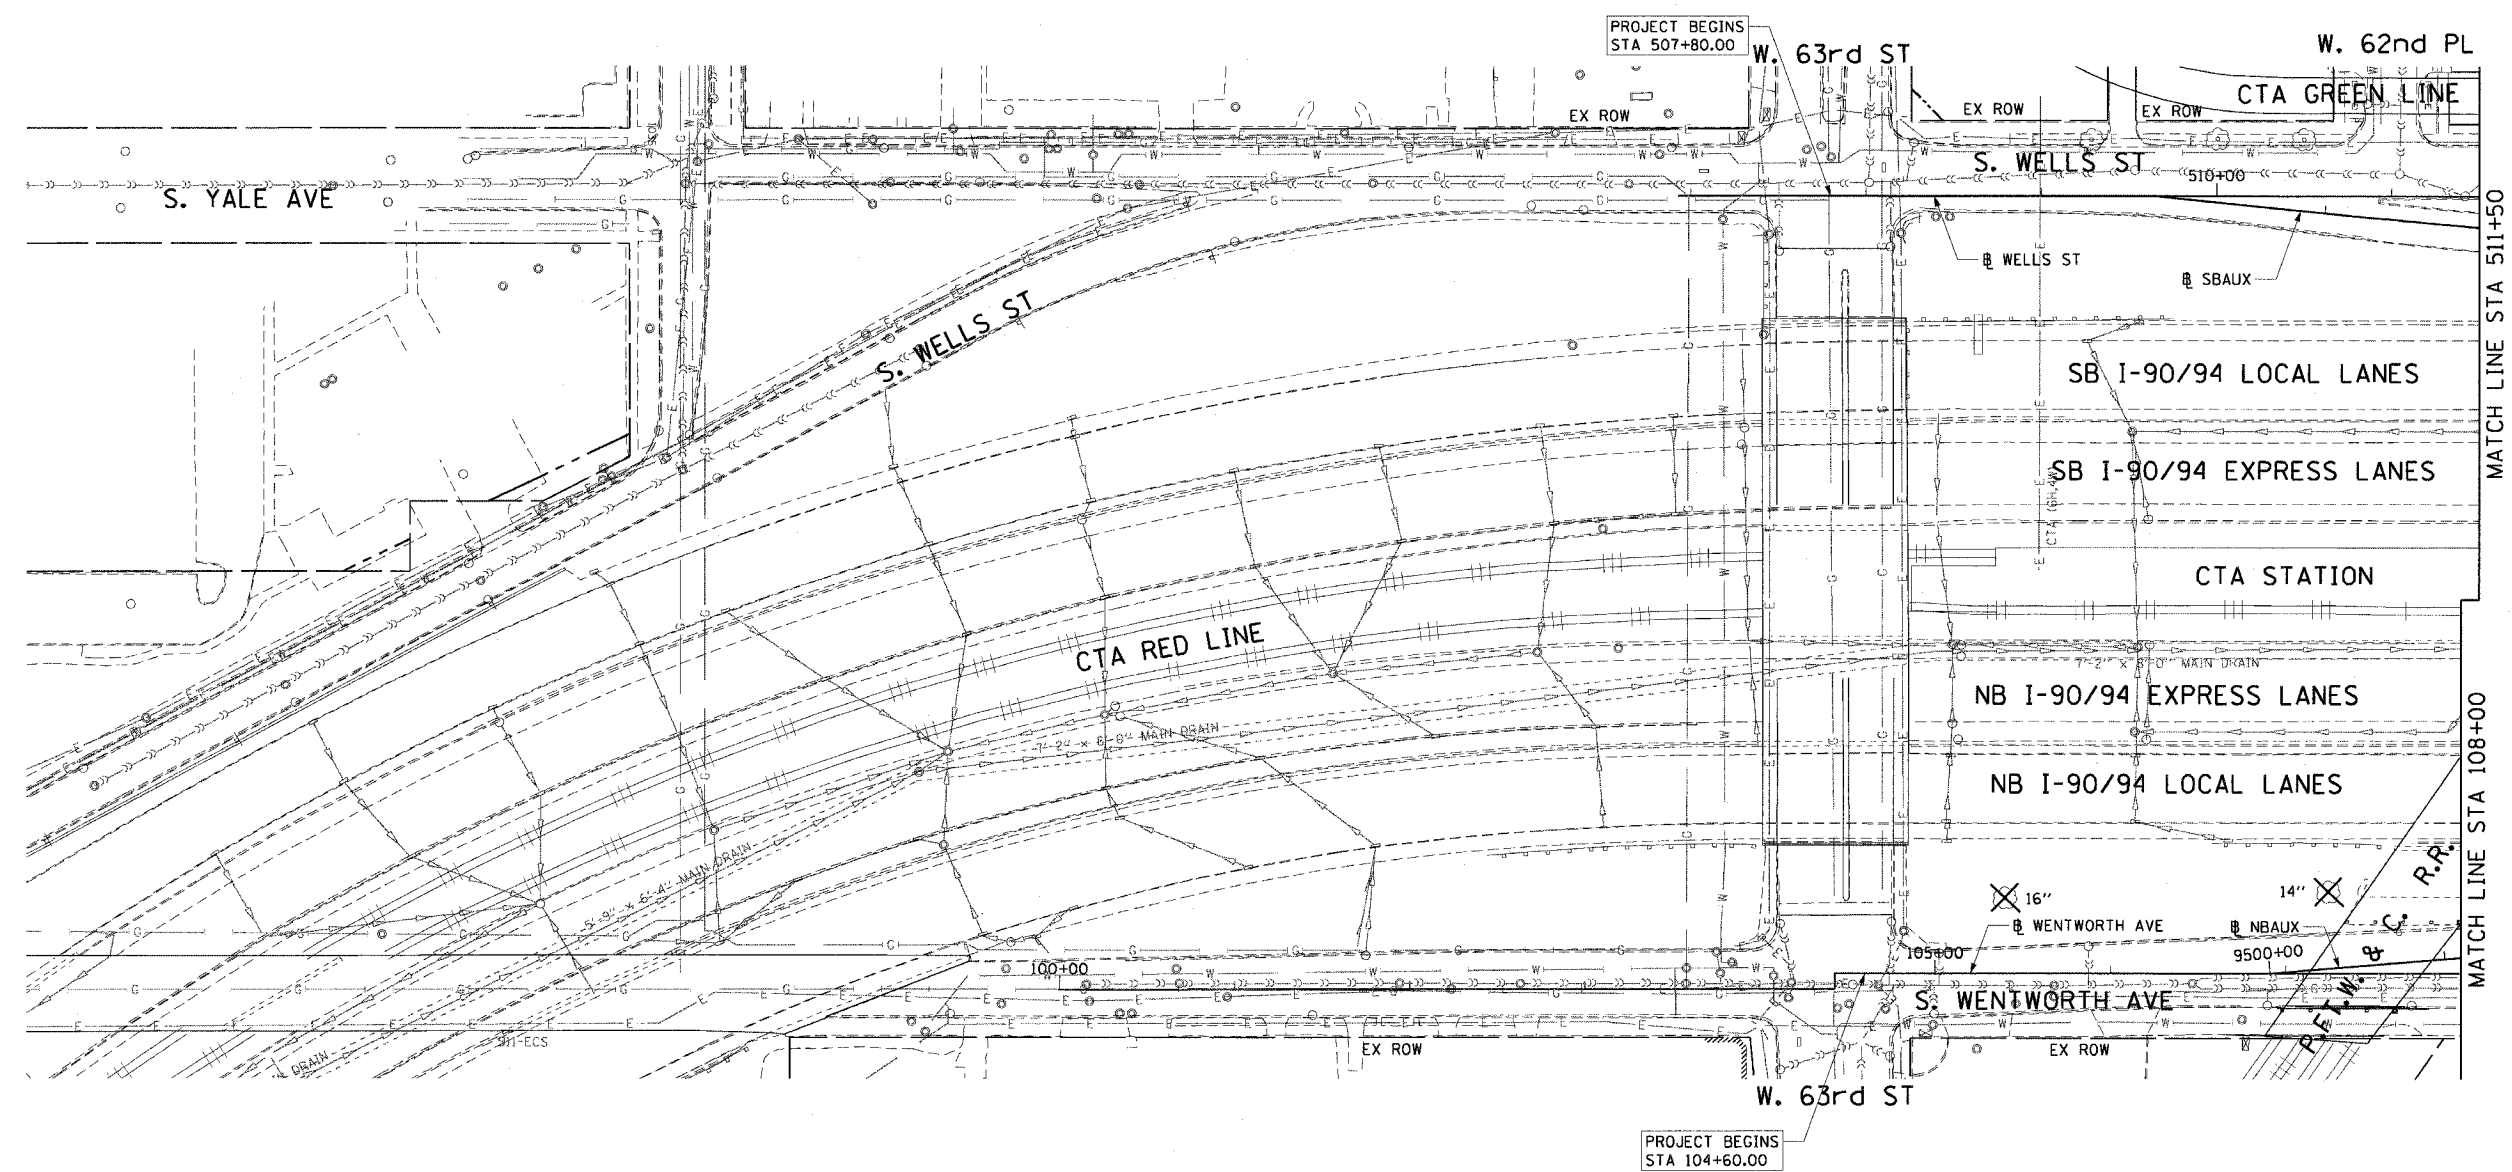 PROJECT BEGINS
STA 507+80.00
W. 63rd ST
W. 62nd PL
CTA GREEN LINE
EX ROW
EX ROW
EX ROW
S. WELLS ST
510+00
S. YALE AVE
℄ WELLS ST
℄ SBAUX
MATCH LINE STA 511+50
S. WELLS ST
SB I-90/94 LOCAL LANES
SB I-90/94 EXPRESS LANES
CTA STATION
CTA RED LINE
7'-2" x 8'-0" MAIN DRAIN
NB I-90/94 EXPRESS LANES
7'-2" x 8'-0" MAIN DRAIN
NB I-90/94 LOCAL LANES
MATCH LINE STA 108+00
5'-9" x 6'-4" MAIN DRAIN
16"
14"
℄ WENTWORTH AVE
℄ NBAUX
P.FT.W. & C. R.R.
100+00
105+00
9500+00
S. WENTWORTH AVE
911-ECS
EX ROW
EX ROW
DRAIN
W. 63rd ST
PROJECT BEGINS
STA 104+60.00